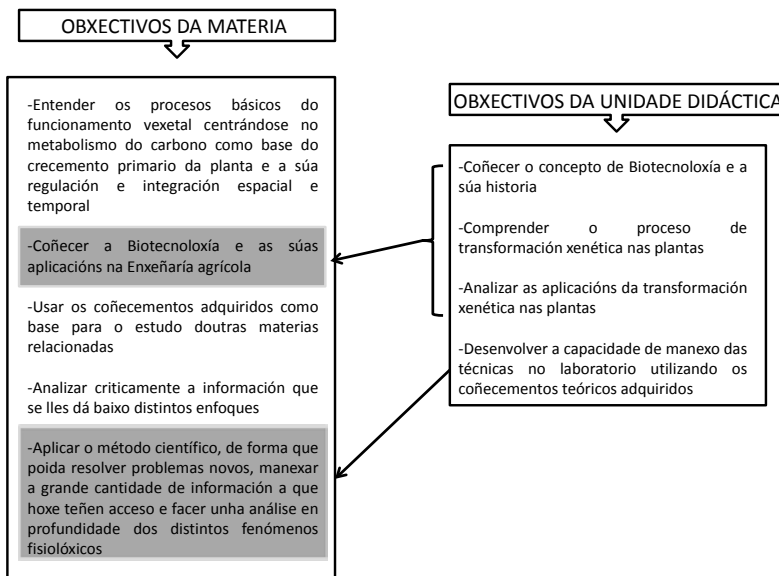 OBXECTIVOS DA MATERIA
-Entender os procesos básicos do
funcionamento vexetal centrándose no
metabolismo do carbono como base do
crecemento primario da planta e a súa
regulación e integración espacial e
temporal
-Coñecer a Biotecnoloxía e as súas
aplicacións na Enxeñaría agrícola
-Usar os coñecementos adquiridos como
base para o estudo doutras materias
relacionadas
-Analizar criticamente a información que
se lles dá baixo distintos enfoques
-Aplicar o método científico, de forma que
poida resolver problemas novos, manexar
a grande cantidade de información a que
hoxe teñen acceso e facer unha análise en
profundidade dos distintos fenómenos
fisiolóxicos
OBXECTIVOS DA UNIDADE DIDÁCTICA
-Coñecer o concepto de Biotecnoloxía e a
súa historia
-Comprender o proceso de
transformación xenética nas plantas
-Analizar as aplicacións da transformación
xenética nas plantas
-Desenvolver a capacidade de manexo das
técnicas no laboratorio utilizando os
coñecementos teóricos adquiridos